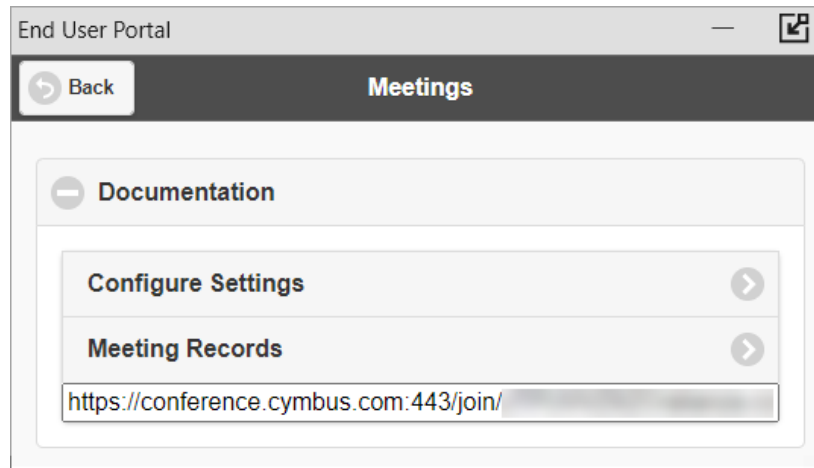 End User Portal
Back
Meetings
Documentation
Configure Settings
Meeting Records
https://conference.cymbus.com:443/join/